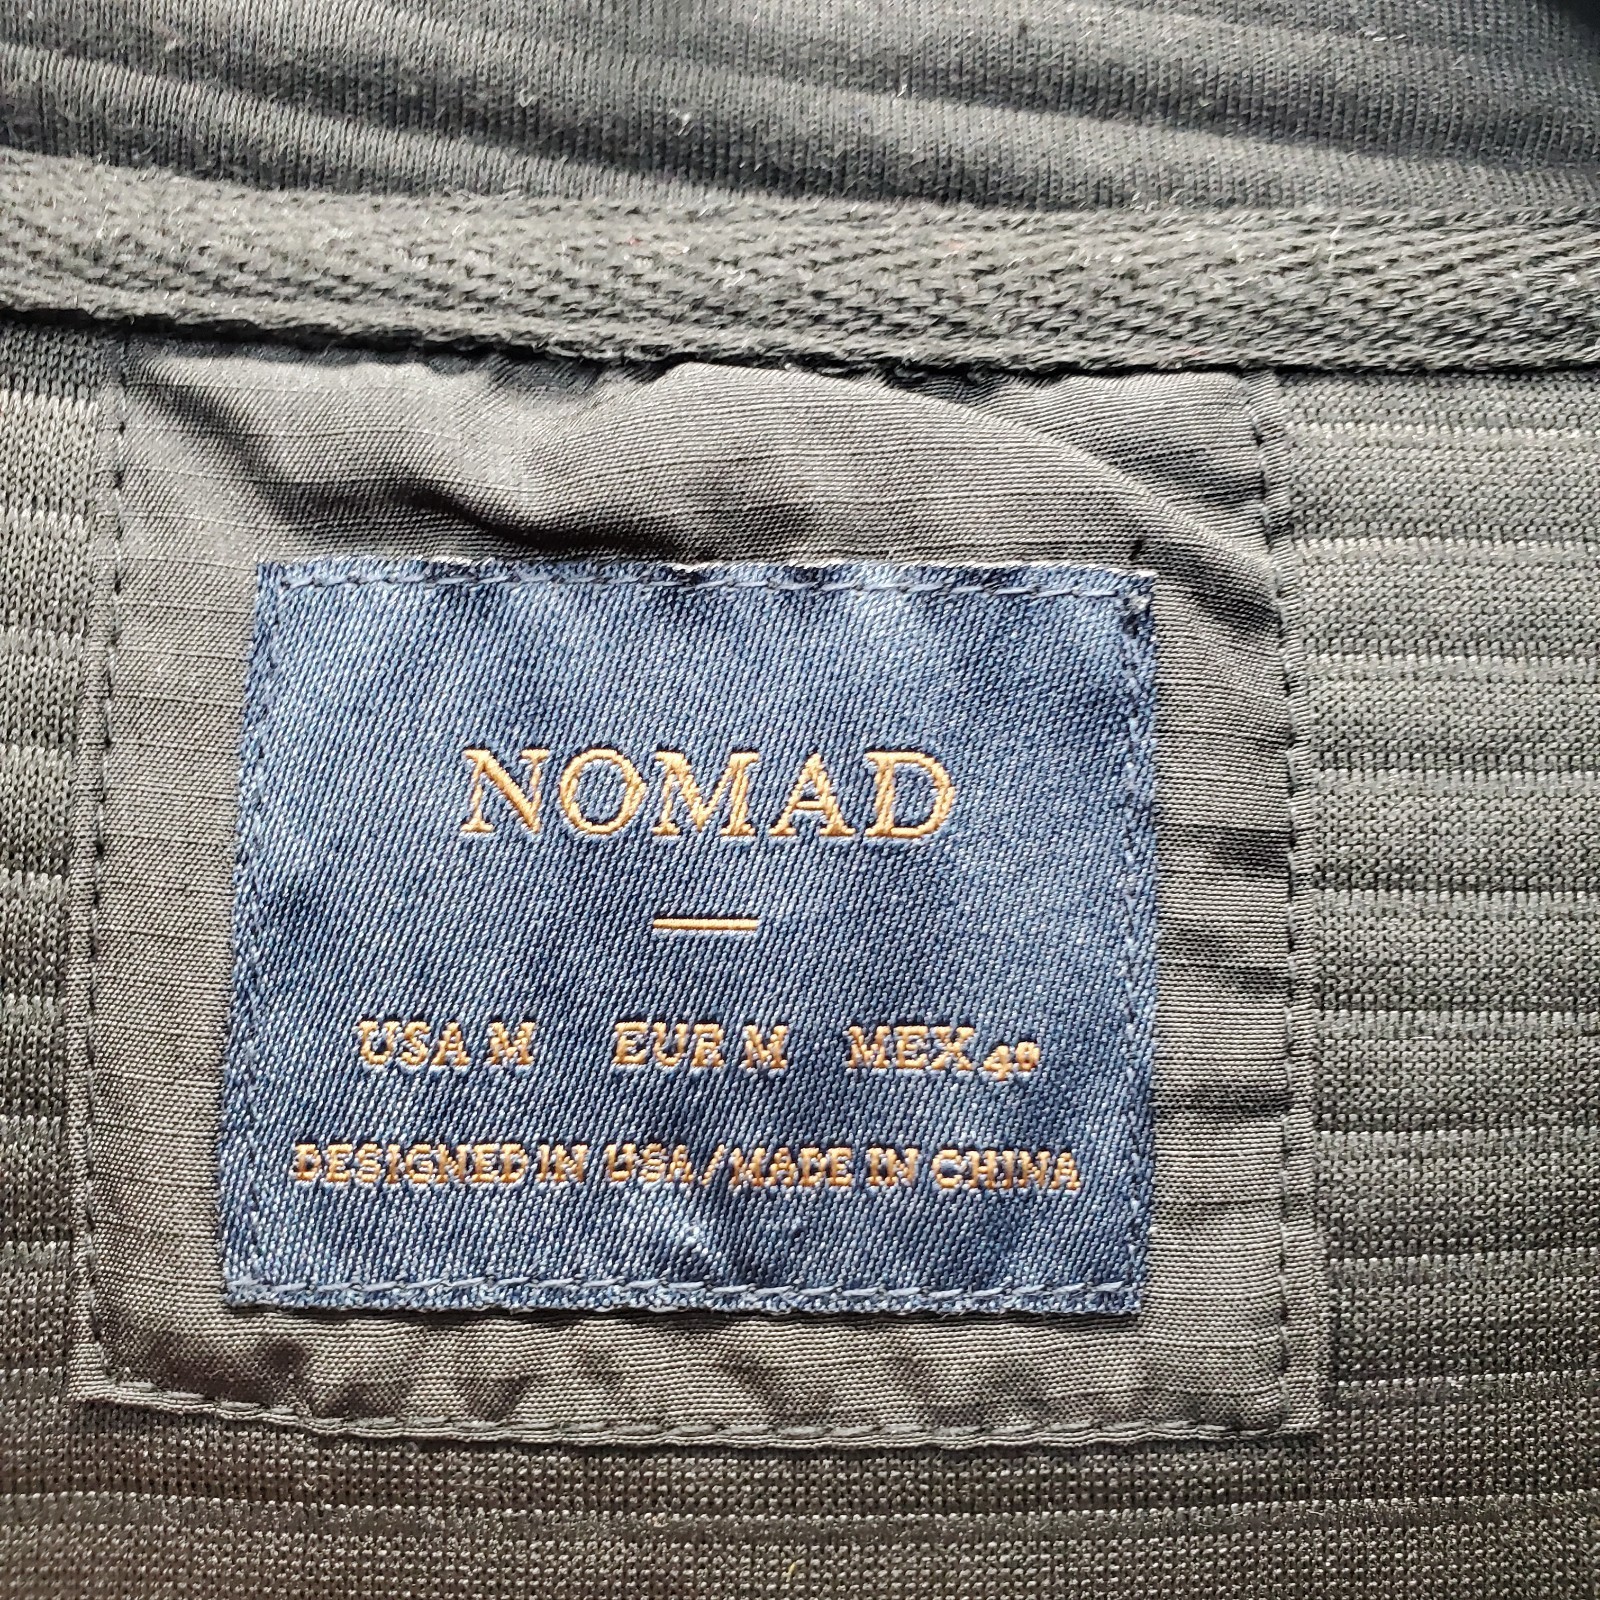 NOMAD
USA M EUR M MEX 40
DESIGNED IN USA/MADE IN CHINA